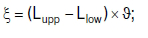 ξ = (L_upp − L_low) × ϑ;